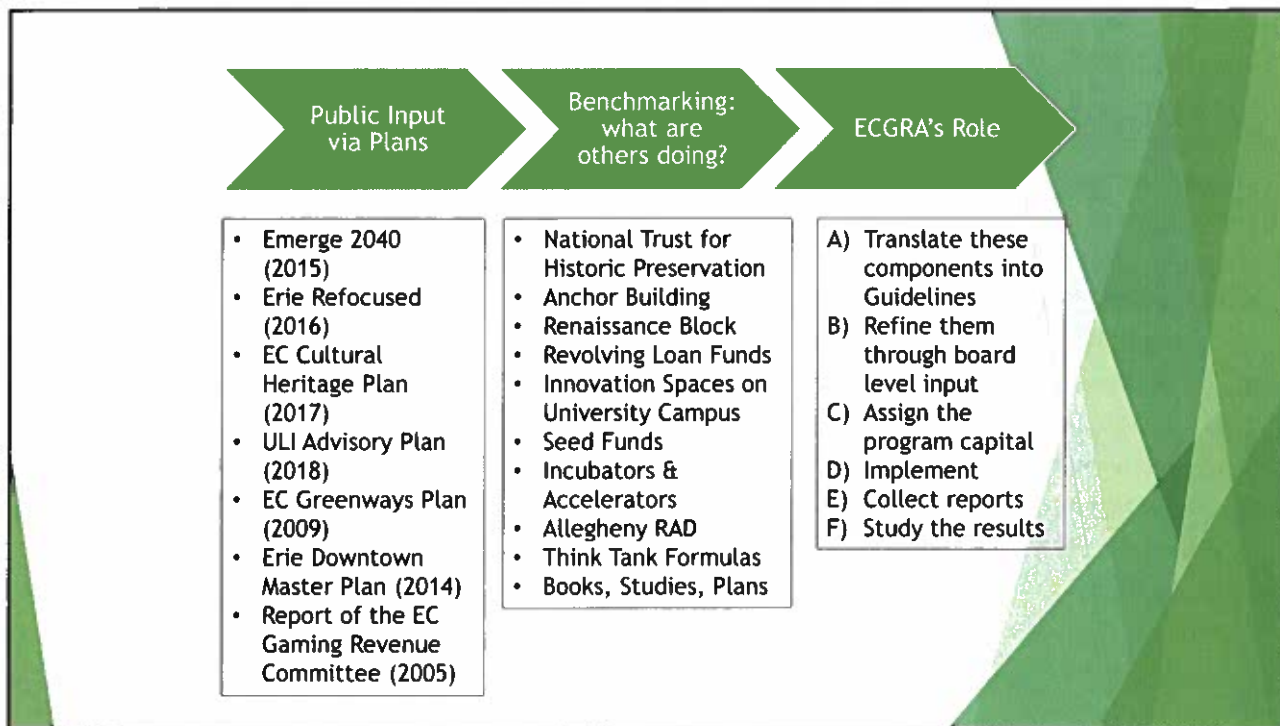 Public Input
via Plans
Benchmarking:
what are
others doing?
ECGRA's Role
• Emerge 2040
(2015)
• Erie Refocused
(2016)
• EC Cultural
Heritage Plan
(2017)
• ULI Advisory Plan
(2018)
• EC Greenways Plan
(2009)
• Erie Downtown
Master Plan (2014)
• Report of the EC
Gaming Revenue
Committee (2005)
• National Trust for
Historic Preservation
• Anchor Building
• Renaissance Block
• Revolving Loan Funds
• Innovation Spaces on
University Campus
• Seed Funds
• Incubators &
Accelerators
• Allegheny RAD
• Think Tank Formulas
• Books, Studies, Plans
A) Translate these
components into
Guidelines
B) Refine them
through board
level input
C) Assign the
program capital
D) Implement
E) Collect reports
F) Study the results